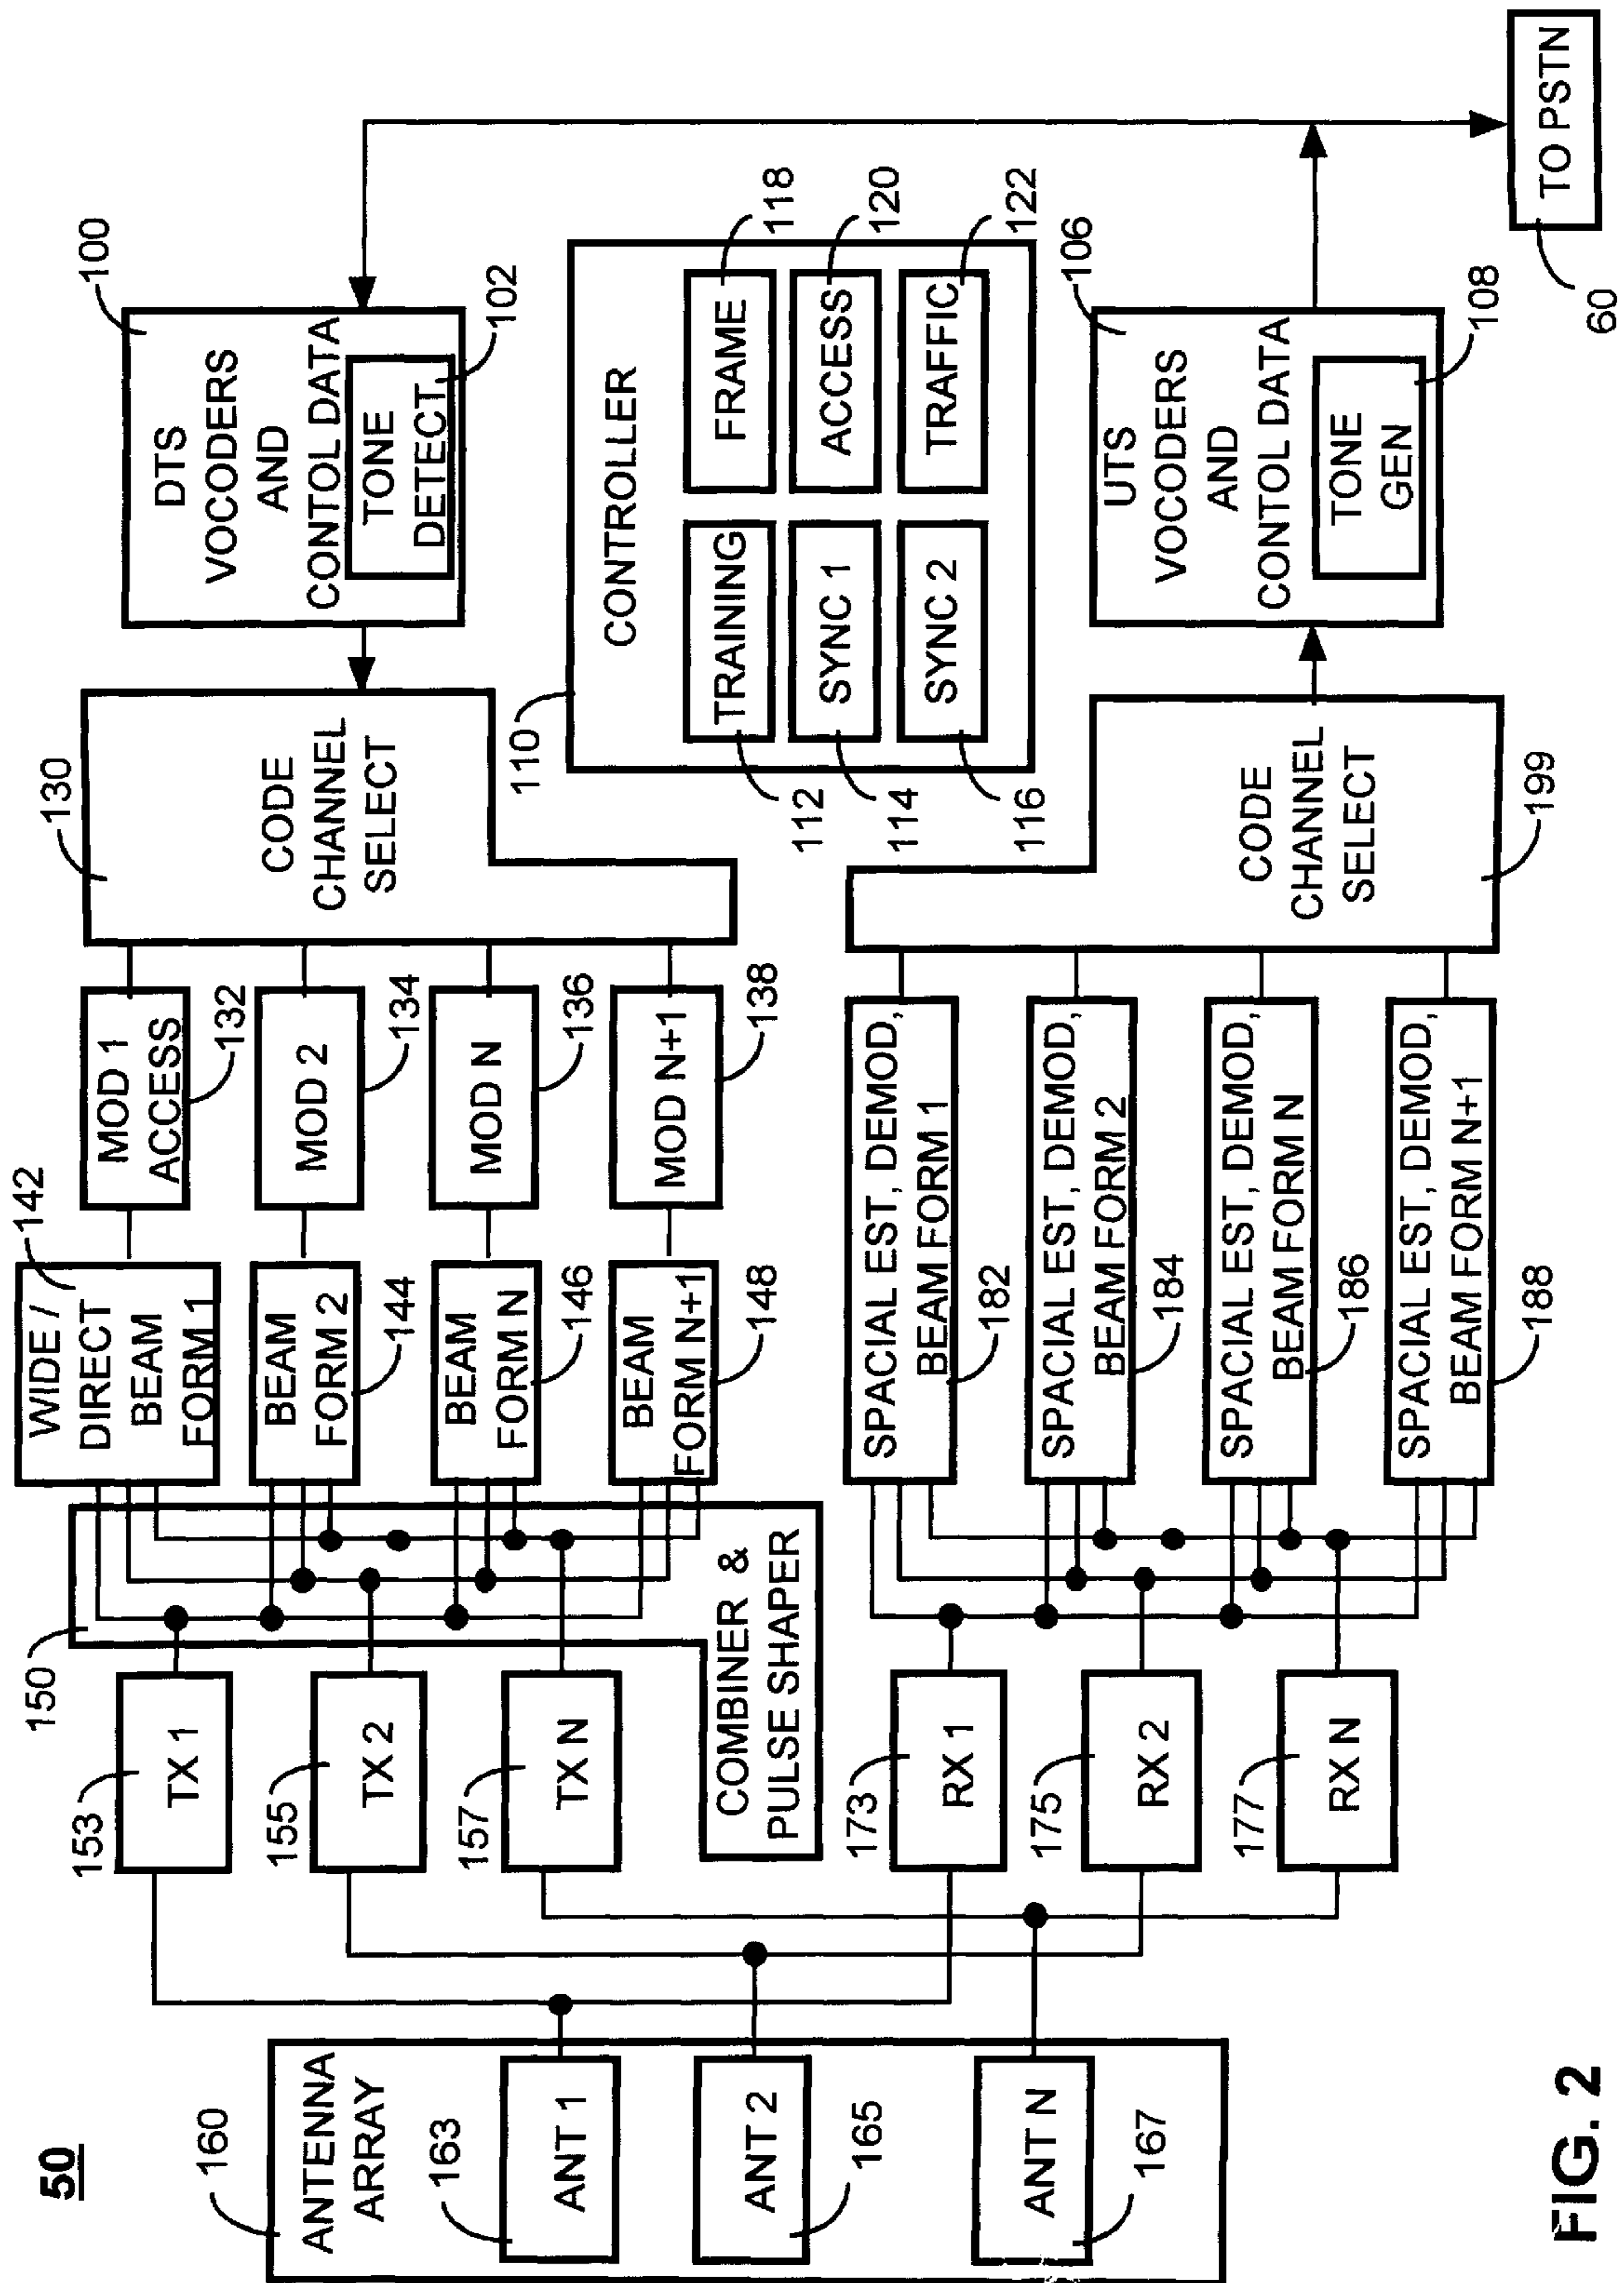 50
160
ANTENNA
ARRAY
163
ANT 1
ANT 2
165
ANT N
167
153
TX 1
155
TX 2
157
TX N
150
COMBINER &
PULSE SHAPER
173
RX 1
175
RX 2
177
RX N
142
WIDE /
DIRECT
BEAM
FORM 1
BEAM
FORM 2
144
BEAM
FORM N
146
BEAM
FORM N+1
148
MOD 1
ACCESS
132
MOD 2
134
MOD N
136
MOD N+1
138
SPACIAL EST, DEMOD,
BEAM FORM 1
182
SPACIAL EST, DEMOD,
BEAM FORM 2
184
SPACIAL EST, DEMOD,
BEAM FORM N
186
SPACIAL EST, DEMOD,
BEAM FORM N+1
188
130
CODE
CHANNEL
SELECT
CODE
CHANNEL
SELECT
199
100
DTS
VOCODERS
AND
CONTOL DATA
TONE
DETECT
102
110
CONTROLLER
TRAINING
112
SYNC 1
114
SYNC 2
116
FRAME
118
ACCESS
120
TRAFFIC
122
106
UTS
VOCODERS
AND
CONTOL DATA
TONE
GEN
108
TO PSTN
60
FIG. 2